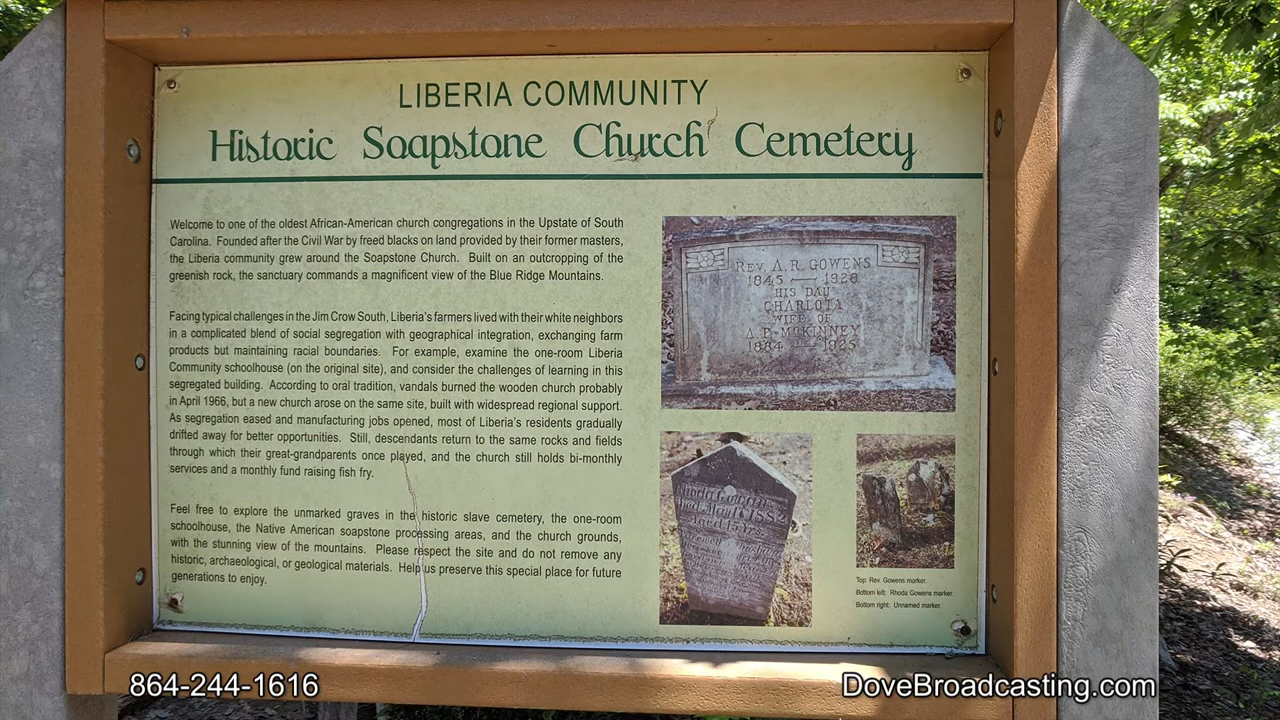 LIBERIA COMMUNITY
Historic Soapstone Church Cemetery
Welcome to one of the oldest African-American church congregations in the Upstate of South
Carolina. Founded after the Civil War by freed blacks on land provided by their former masters,
the Liberia community grew around the Soapstone Church. Built on an outcropping of the
greenish rock, the sanctuary commands a magnificent view of the Blue Ridge Mountains.
Facing typical challenges in the Jim Crow South, Liberia's farmers lived with their white neighbors
in a complicated blend of social segregation with geographical integration, exchanging farm
products but maintaining racial boundaries. For example, examine the one-room Liberia
Community schoolhouse (on the original site), and consider the challenges of learning in this
segregated building. According to oral tradition, vandals burned the wooden church probably
in April 1966, but a new church arose on the same site, built with widespread regional support.
As segregation eased and manufacturing jobs opened, most of Liberia's residents gradually
drifted away for better opportunities. Still, descendants return to the same rocks and fields
through which their great-grandparents once played, and the church still holds bi-monthly
services and a monthly fund raising fish fry.
Feel free to explore the unmarked graves in the historic slave cemetery, the one-room
schoolhouse, the Native American soapstone processing areas, and the church grounds,
with the stunning view of the mountains. Please respect the site and do not remove any
historic, archaeological, or geological materials. Help us preserve this special place for future
generations to enjoy.
REV. A. R. GOWENS
1845 — 1928
HIS DAU
CHARLOTA
WIFE OF
A. P. McKINNEY
1884 — 1925
Rhoda Gowens
Died May
Aged 15 Yrs
Top: Rev. Gowens marker.
Bottom left: Rhoda Gowens marker.
Bottom right: Unnamed marker.
864-244-1616
DoveBroadcasting.com